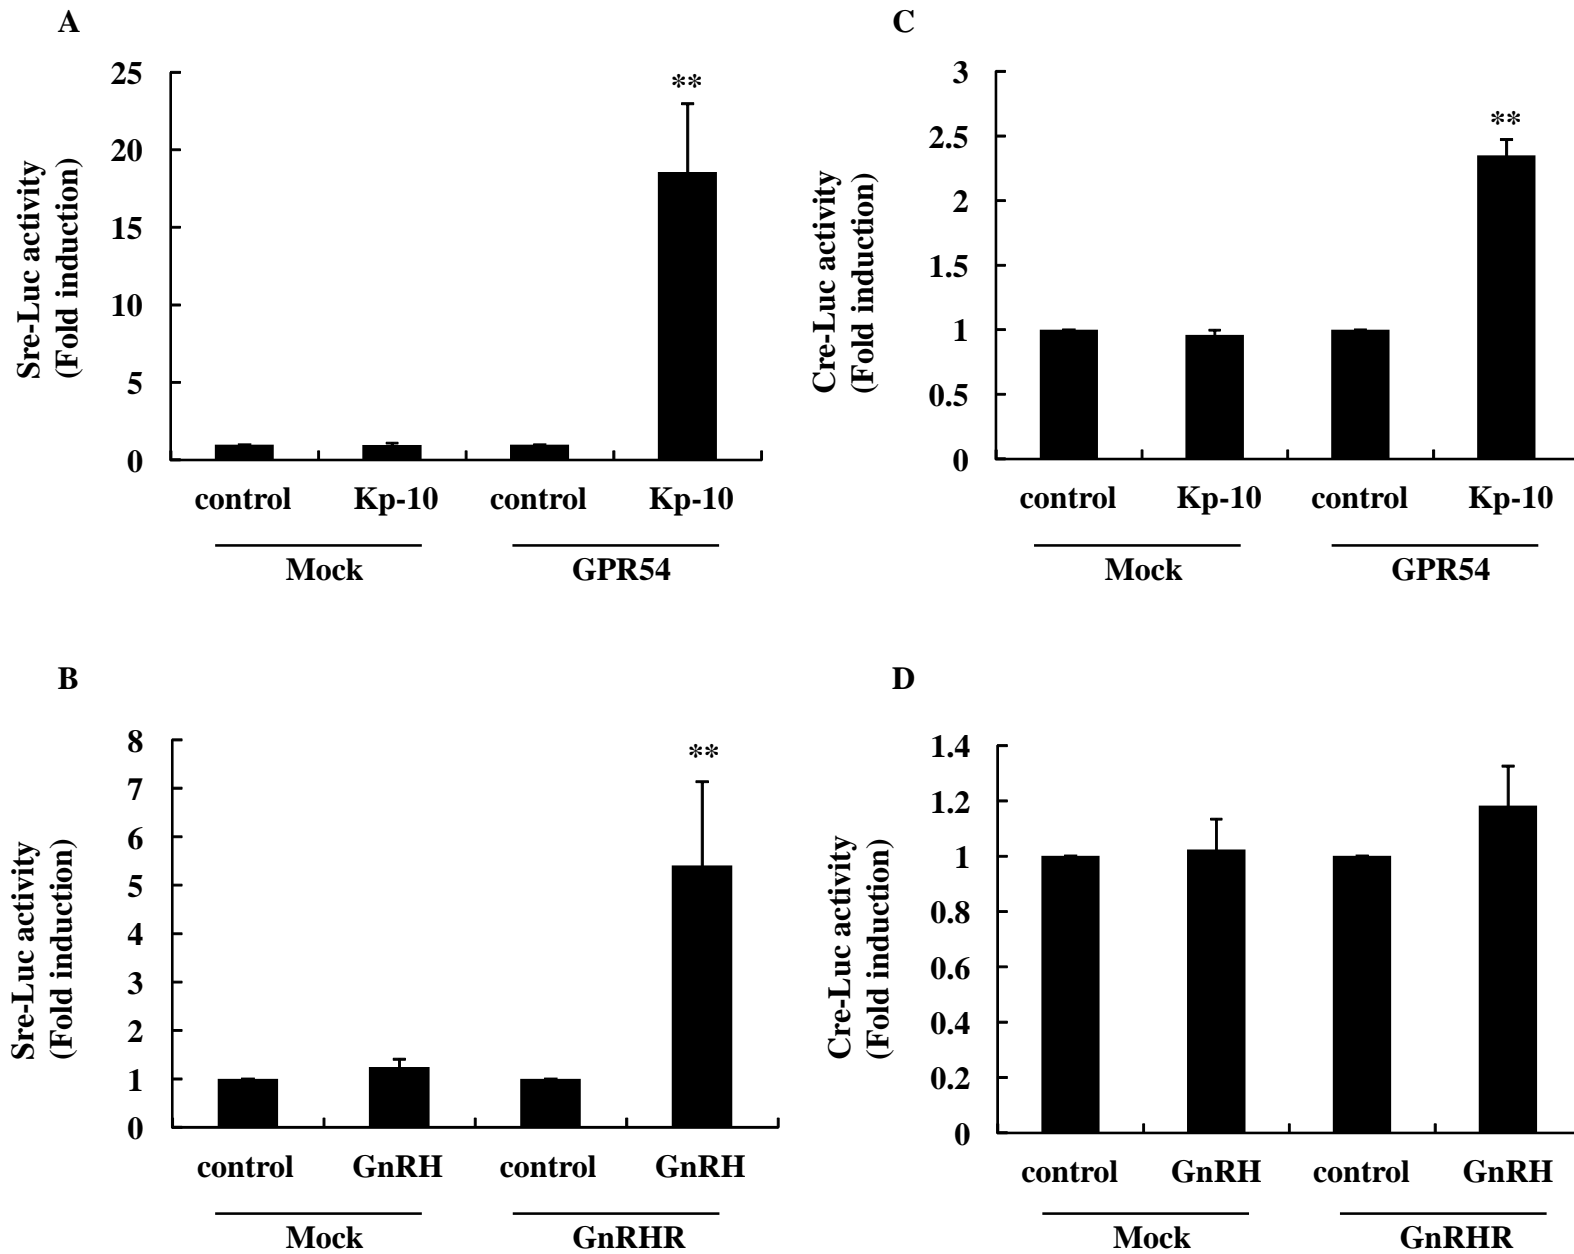 A
Sre-Luc activity
(Fold induction)
25
20
15
10
5
0
**
control Kp-10 control Kp-10
Mock GPR54
C
Cre-Luc activity
(Fold induction)
3
2.5
2
1.5
1
0.5
0
**
control Kp-10 control Kp-10
Mock GPR54
B
Sre-Luc activity
(Fold induction)
8
7
6
5
4
3
2
1
0
**
control GnRH control GnRH
Mock GnRHR
D
Cre-Luc activity
(Fold induction)
1.4
1.2
1
0.8
0.6
0.4
0.2
0
control GnRH control GnRH
Mock GnRHR